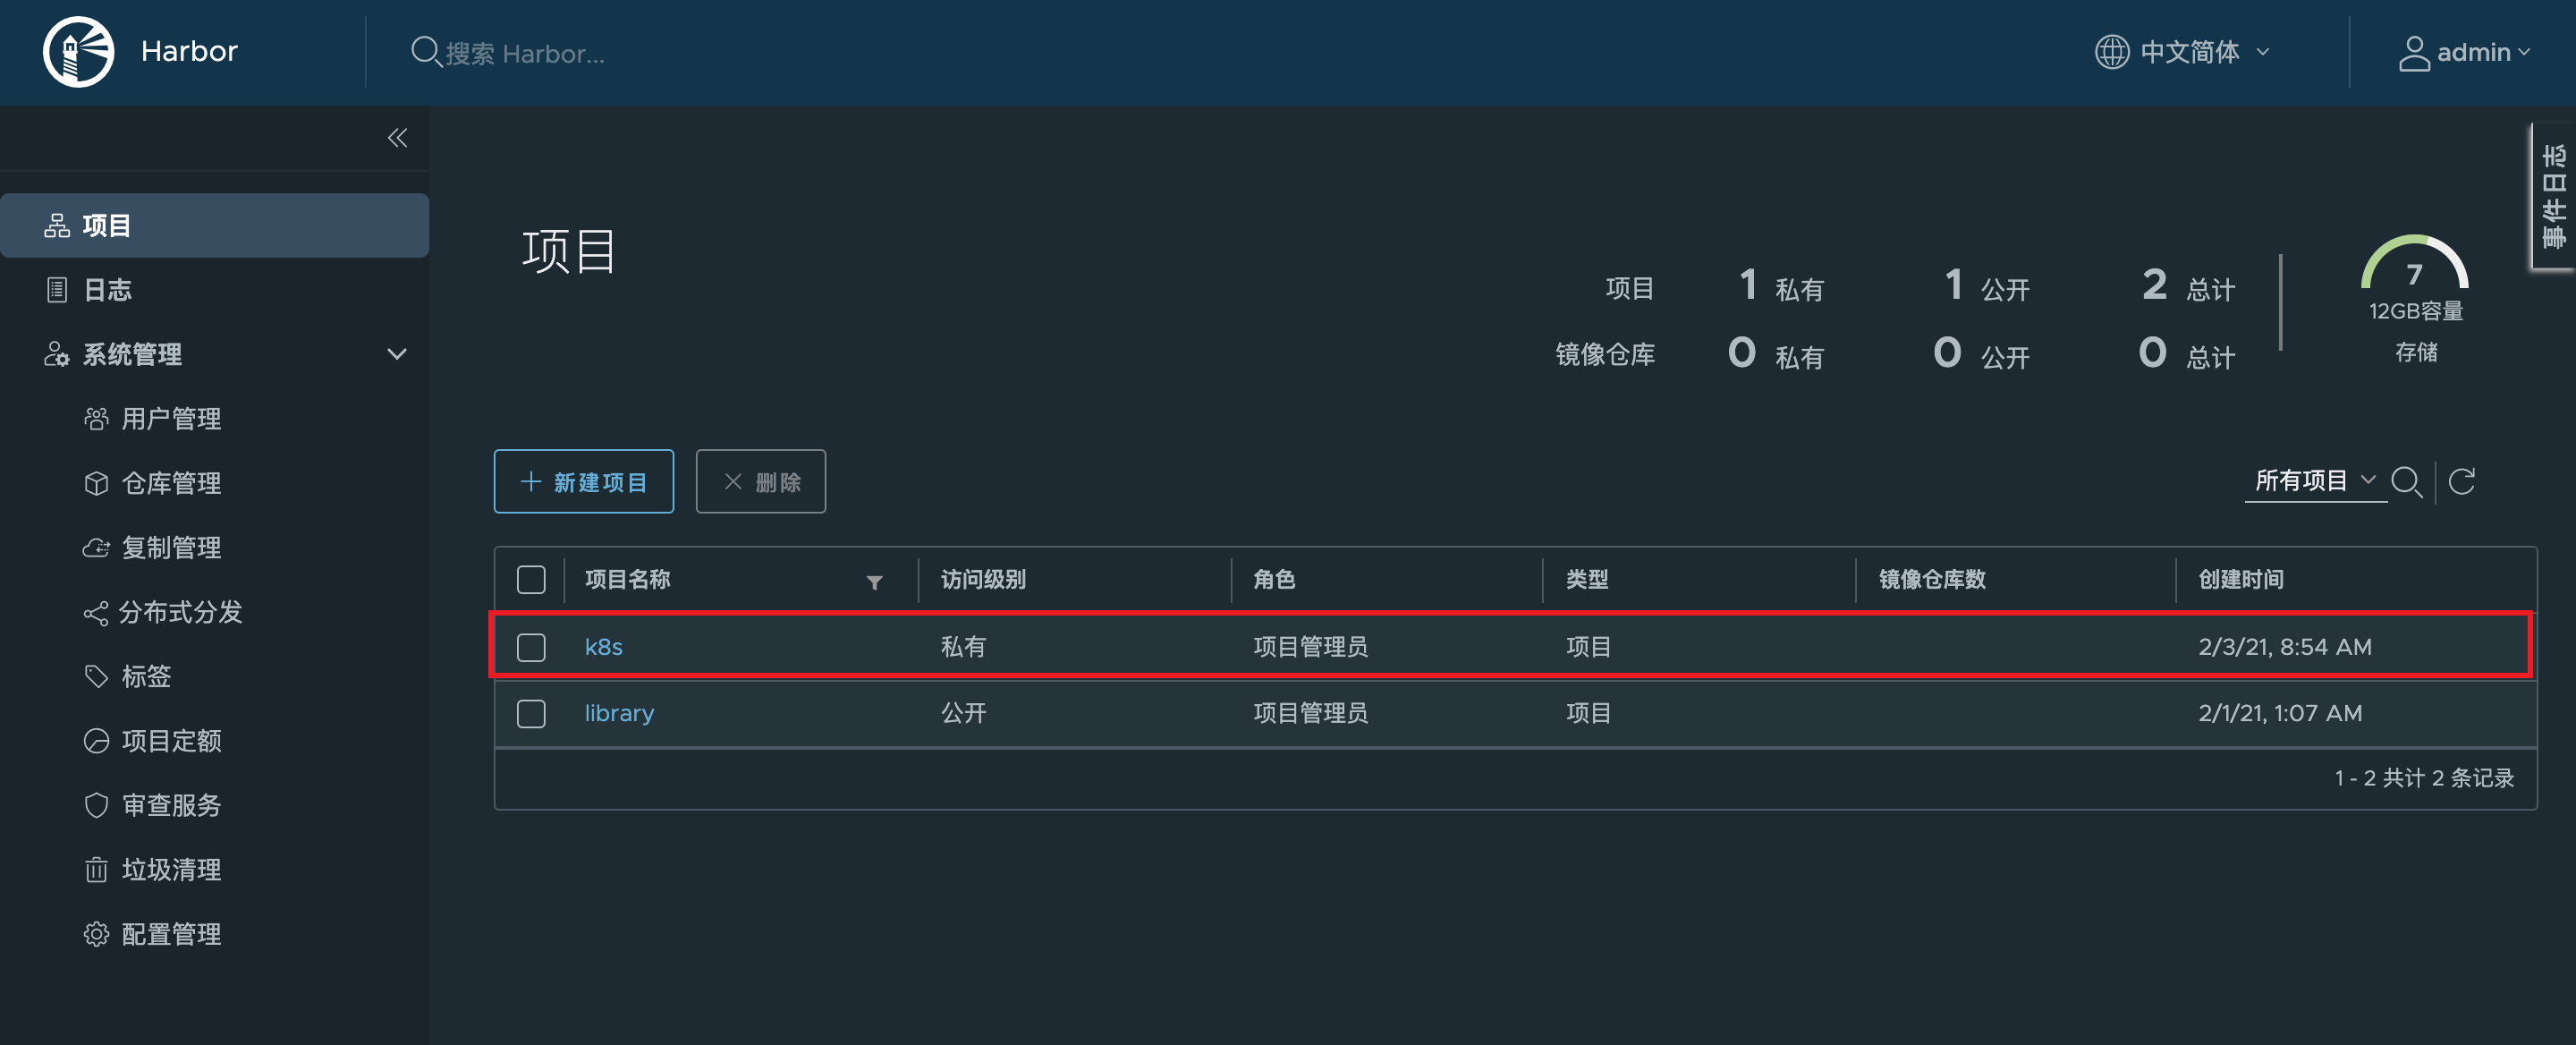 Harbor
搜索 Harbor...
中文简体
admin
事件日志
项目
日志
系统管理
用户管理
仓库管理
复制管理
分布式分发
标签
项目定额
审查服务
垃圾清理
配置管理
项目
项目 1 私有 1 公开 2 总计
镜像仓库 0 私有 0 公开 0 总计
7
12GB容量
存储
新建项目 删除
所有项目
项目名称 访问级别 角色 类型 镜像仓库数 创建时间
k8s 私有 项目管理员 项目 2/3/21, 8:54 AM
library 公开 项目管理员 项目 2/1/21, 1:07 AM
1 - 2 共计 2 条记录